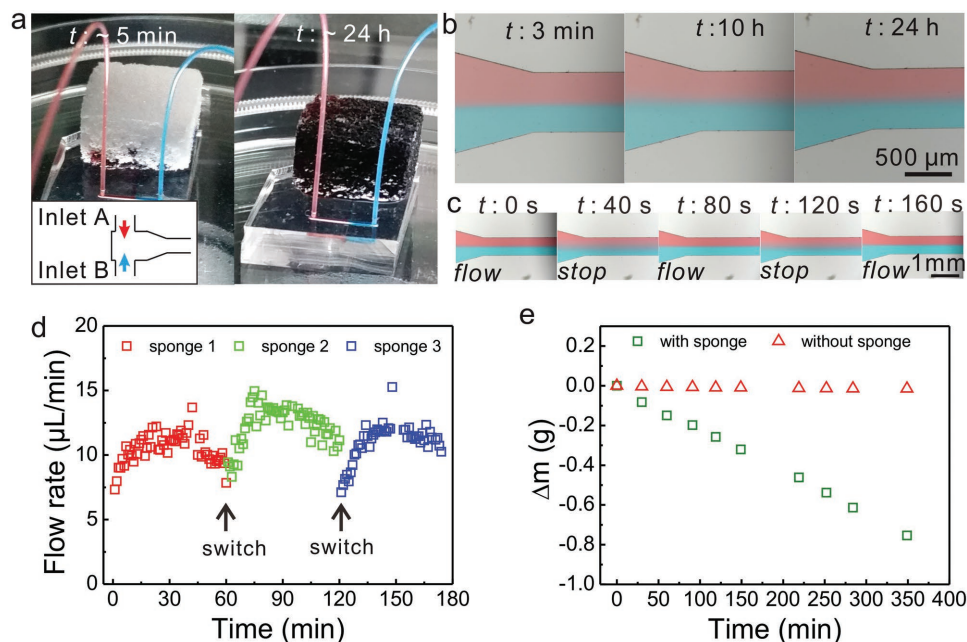 a
t : ~ 5 min
t : ~ 24 h
Inlet A
Inlet B
b
t : 3 min
t : 10 h
t : 24 h
500 µm
c
t : 0 s
t : 40 s
t : 80 s
t : 120 s
t : 160 s
flow
stop
flow
stop
flow
1mm
d
Flow rate (µL/min)
20
15
10
5
0
sponge 1
sponge 2
sponge 3
switch
switch
0
30
60
90
120
150
180
Time (min)
e
Δm (g)
0.2
0.0
-0.2
-0.4
-0.6
-0.8
-1.0
with sponge
without sponge
0
50
100
150
200
250
300
350
400
Time (min)